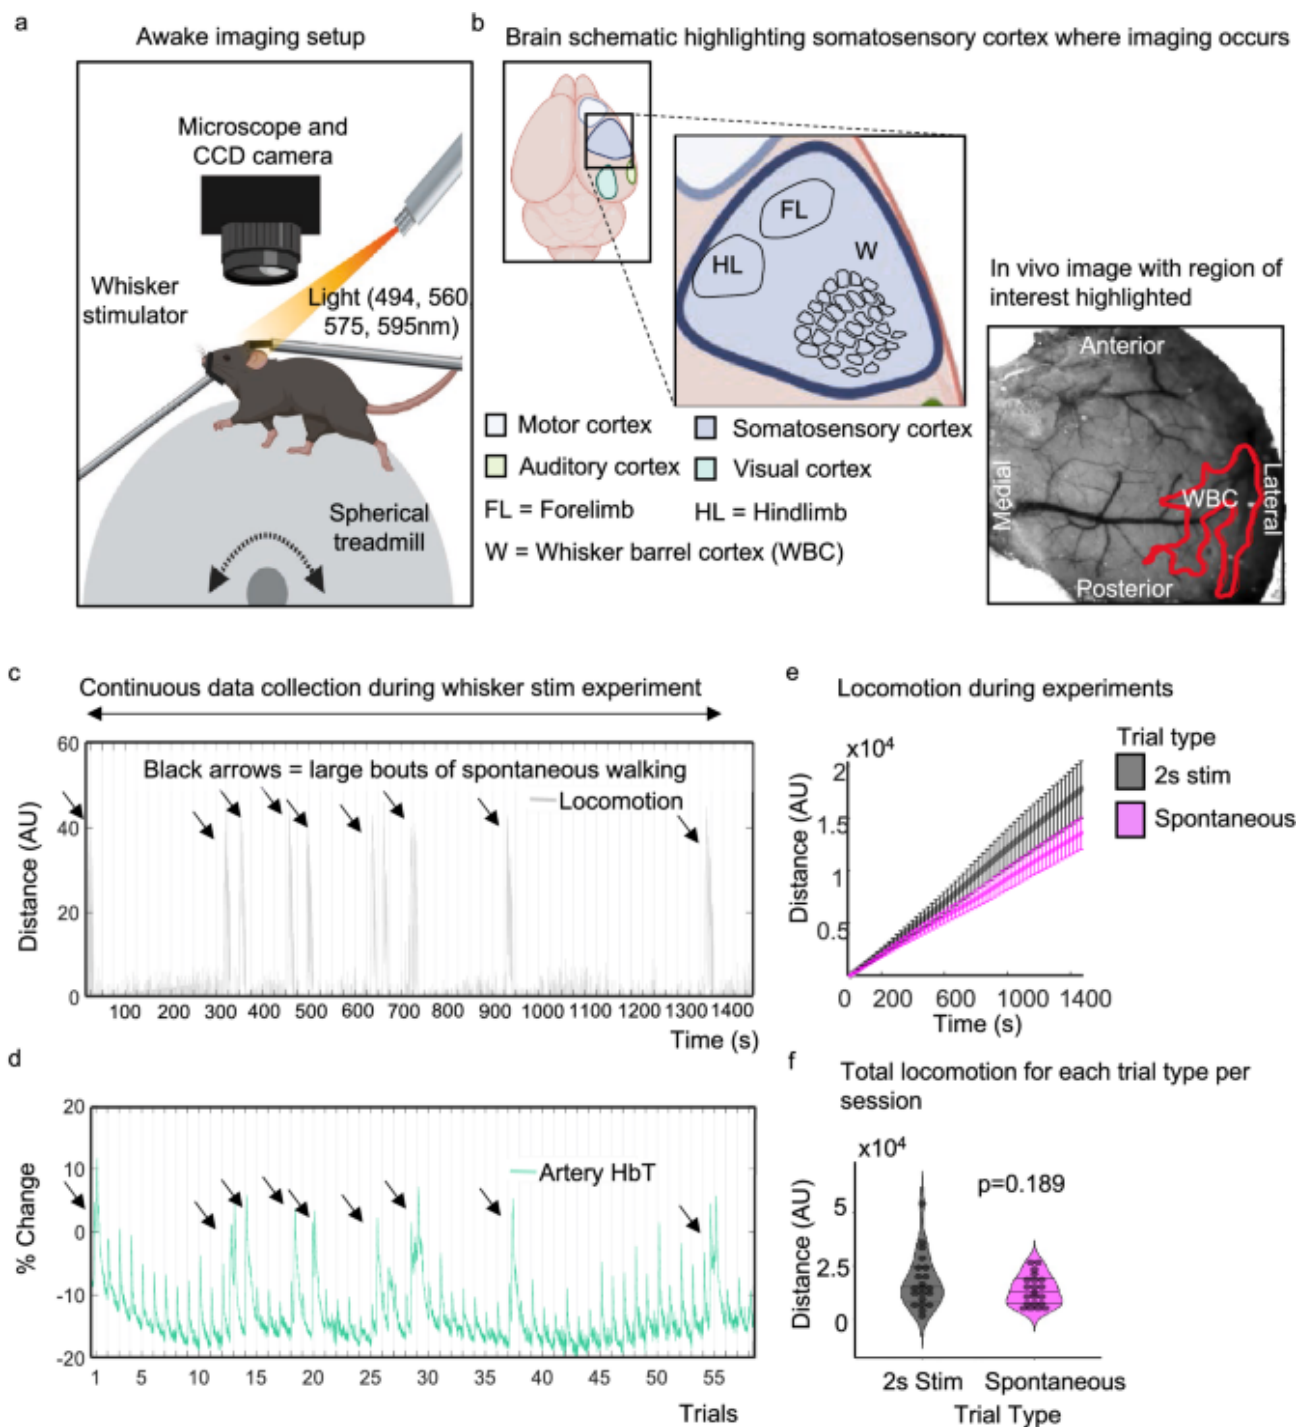 a
Awake imaging setup
Microscope and
CCD camera
Whisker
stimulator
Light (494, 560
575, 595nm)
Spherical
treadmill
b
Brain schematic highlighting somatosensory cortex where imaging occurs
FL
HL
W
Motor cortex
Somatosensory cortex
Auditory cortex
Visual cortex
FL = Forelimb
HL = Hindlimb
W = Whisker barrel cortex (WBC)
In vivo image with region of
interest highlighted
Anterior
Medial
WBC
Lateral
Posterior
c
Continuous data collection during whisker stim experiment
Black arrows = large bouts of spontaneous walking
Locomotion
Distance (AU)
60
40
20
0
100 200 300 400 500 600 700 800 900 1000 1100 1200 1300 1400
Time (s)
d
% Change
20
10
0
-10
-20
Artery HbT
1 5 10 15 20 25 30 35 40 45 50 55
Trials
e
Locomotion during experiments
x10⁴
Distance (AU)
2
1.5
1
0.5
0 200 600 1000 1400
Time (s)
Trial type
2s stim
Spontaneous
f
Total locomotion for each trial type per
session
x10⁴
p=0.189
Distance (AU)
5
2.5
0
2s Stim Spontaneous
Trial Type